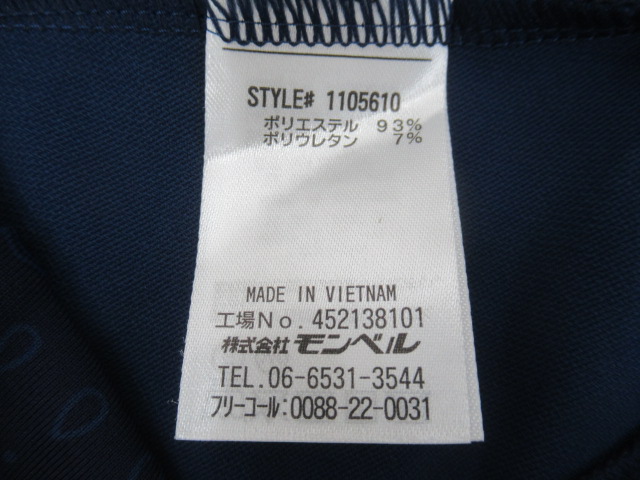 STYLE# 1105610
ポリエステル 93%
ポリウレタン 7%
MADE IN VIETNAM
工場No. 452138101
株式会社 モンベル
TEL. 06-6531-3544
フリーコール:0088-22-0031